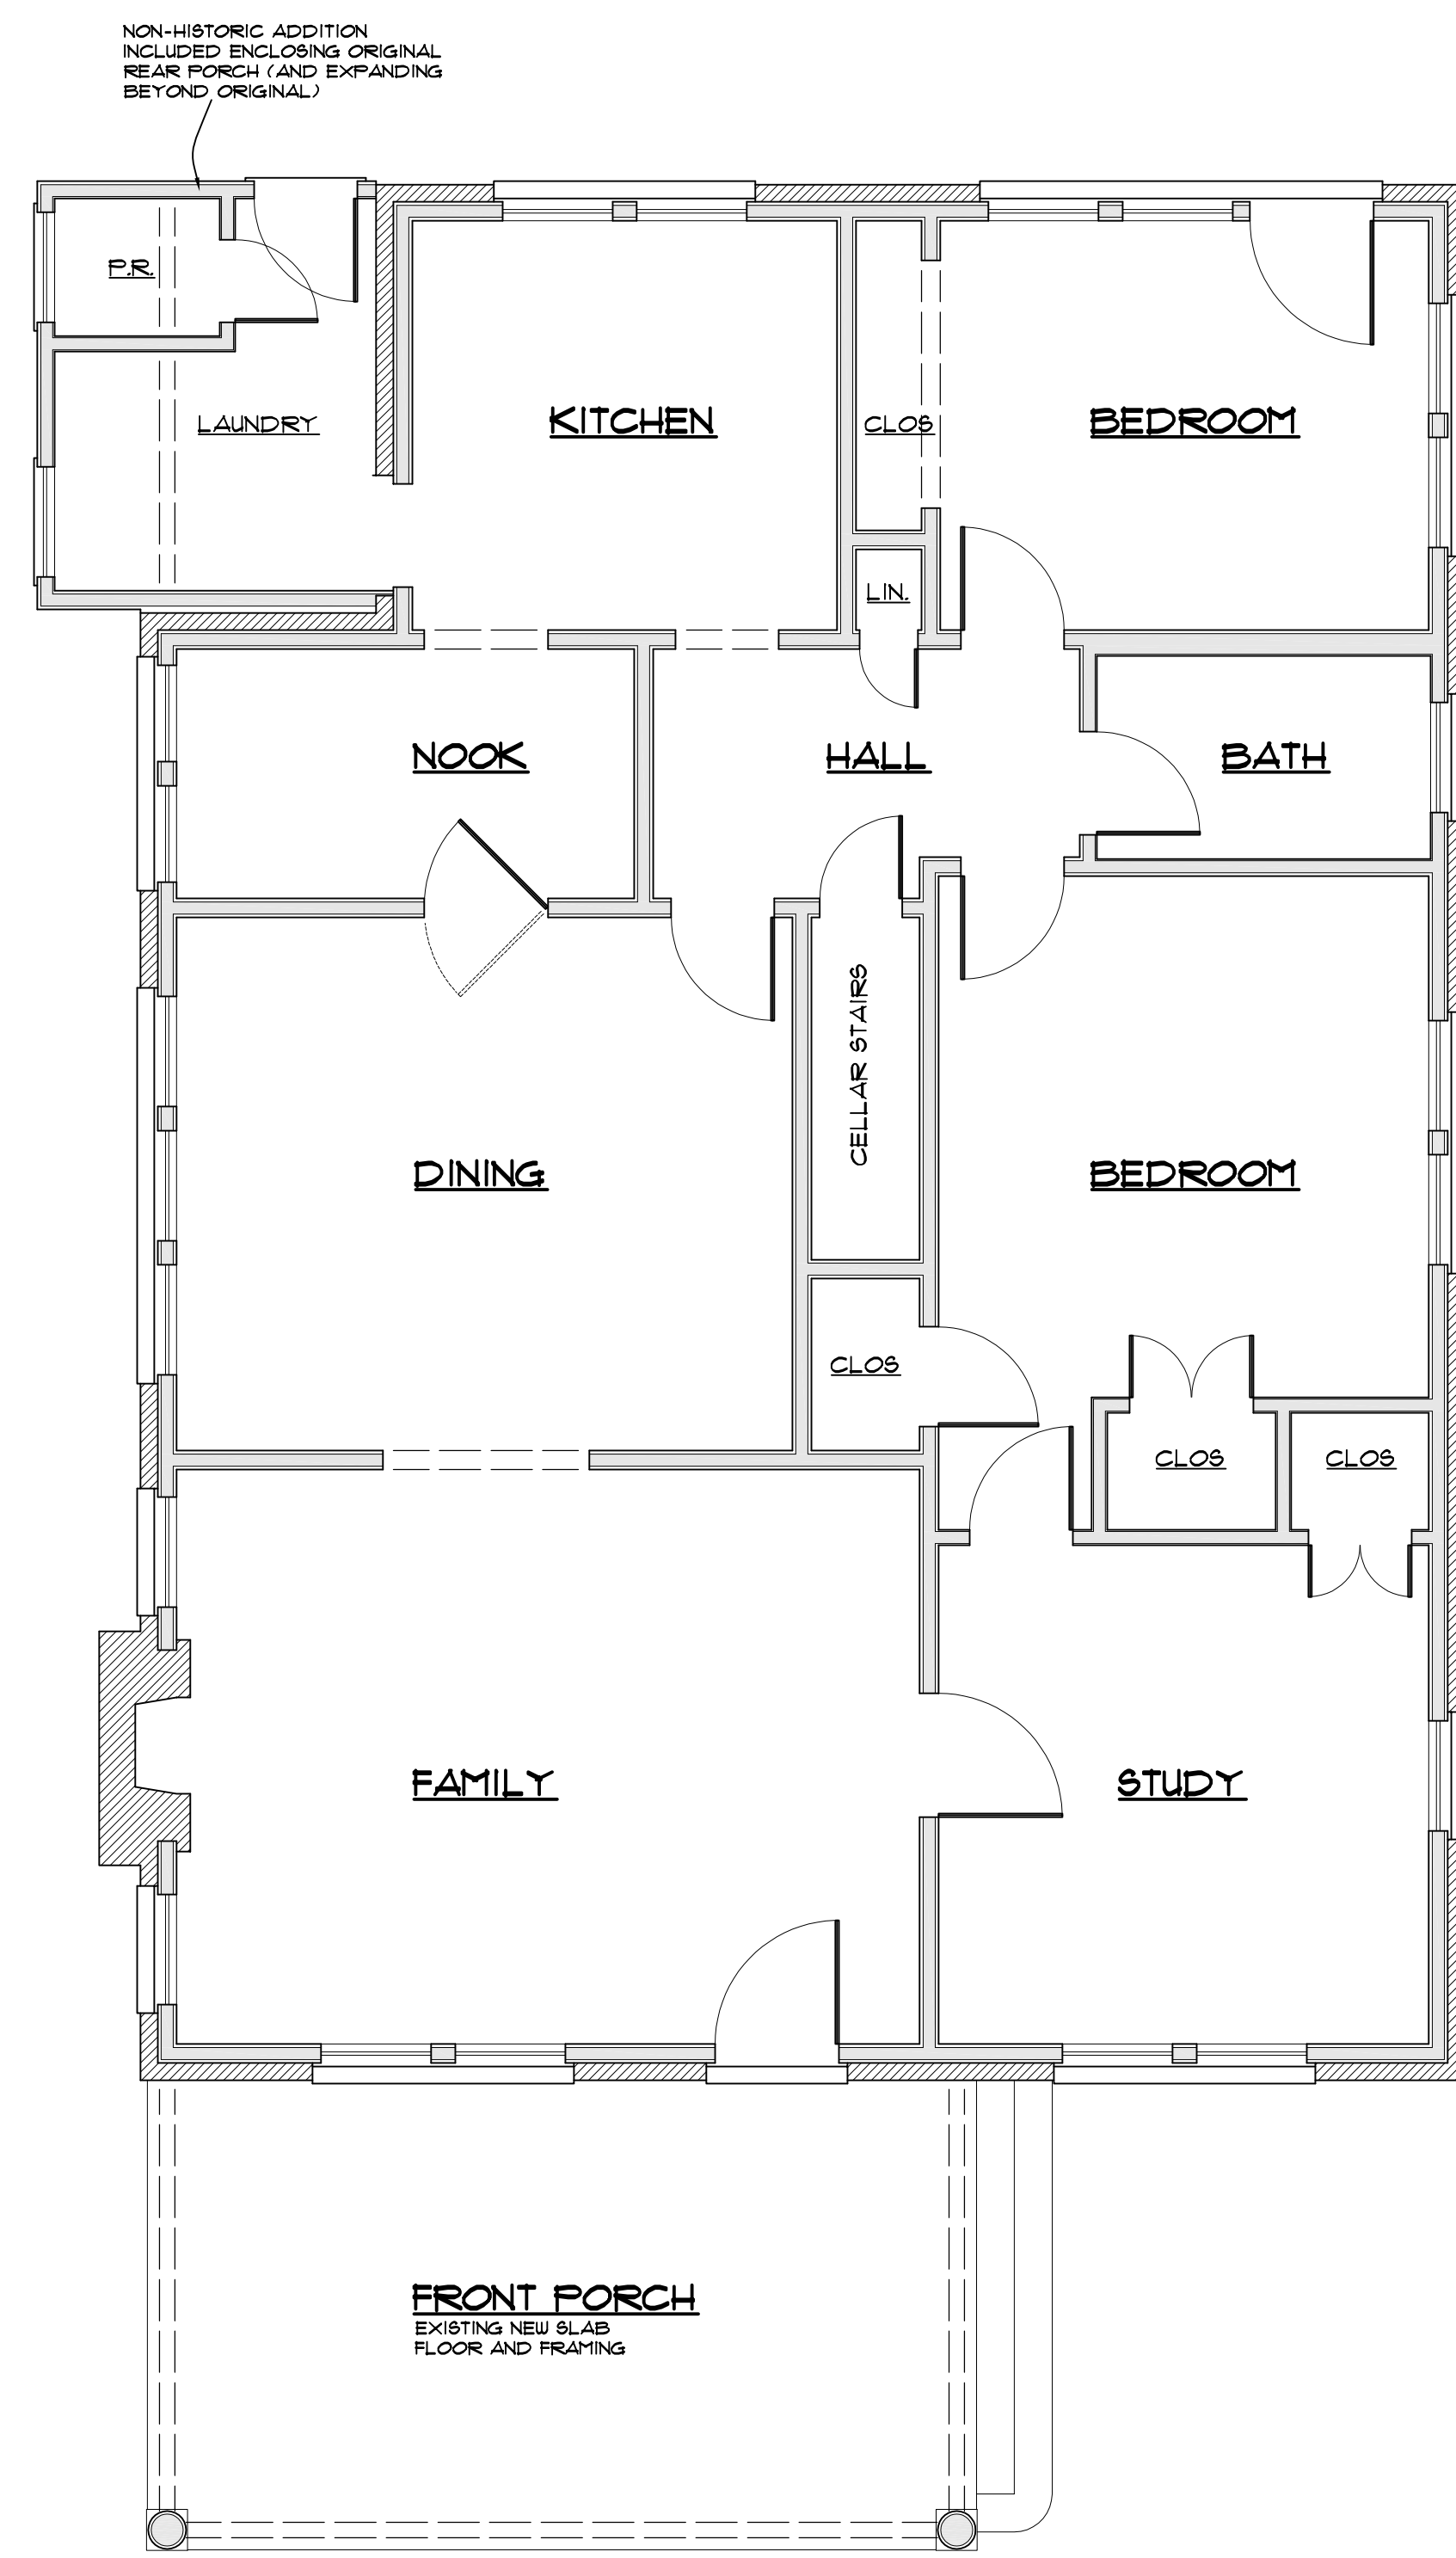 NON-HISTORIC ADDITION
INCLUDED ENCLOSING ORIGINAL
REAR PORCH (AND EXPANDING
BEYOND ORIGINAL)
P.R.
LAUNDRY
KITCHEN
CLOS
BEDROOM
LIN.
NOOK
HALL
BATH
CELLAR STAIRS
DINING
BEDROOM
CLOS
CLOS
CLOS
FAMILY
STUDY
FRONT PORCH
EXISTING NEW SLAB
FLOOR AND FRAMING